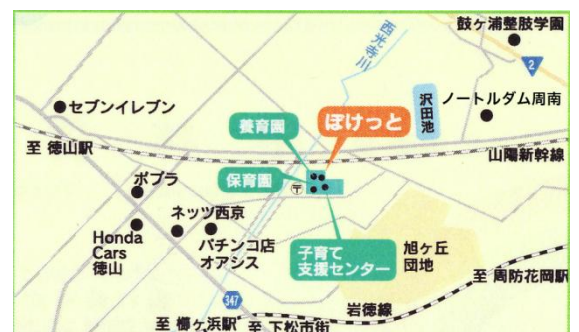 鼓ヶ浦整肢学園
西光寺川
2
沢田池
ノートルダム周南
セブンイレブン
養育園
ぽけっと
至 徳山駅
山陽新幹線
ポプラ
保育園
〒
ネッツ西京
Honda
Cars
徳山
パチンコ店
オアシス
子育て
支援センター
旭ヶ丘
団地
至 周防花岡駅
347
岩徳線
至 櫛ヶ浜駅
至 下松市街